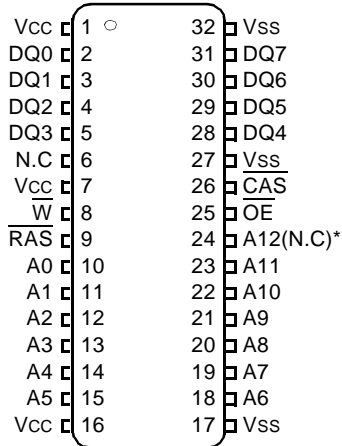 Vcc 1 32 Vss
DQ0 2 31 DQ7
DQ1 3 30 DQ6
DQ2 4 29 DQ5
DQ3 5 28 DQ4
N.C 6 27 Vss
Vcc 7 26 CAS
W 8 25 OE
RAS 9 24 A12(N.C)*
A0 10 23 A11
A1 11 22 A10
A2 12 21 A9
A3 13 20 A8
A4 14 19 A7
A5 15 18 A6
Vcc 16 17 Vss